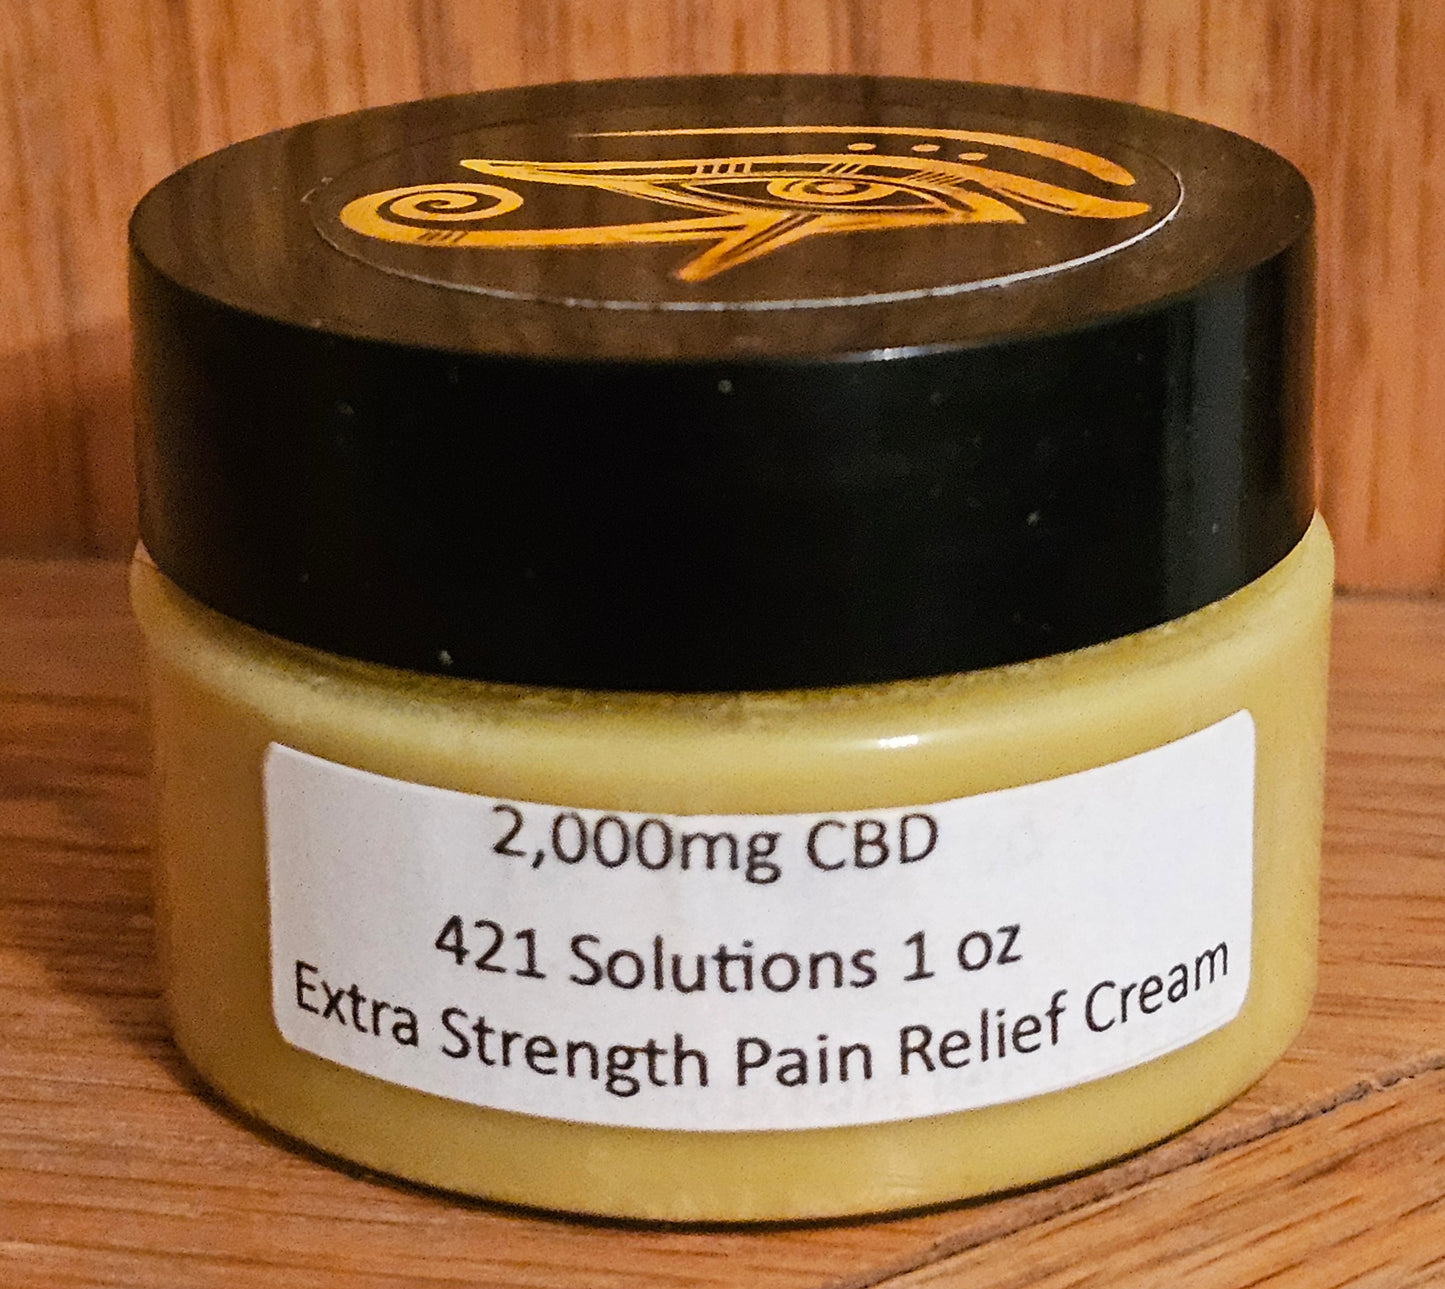 2,000mg CBD
421 Solutions 1 oz
Extra Strength Pain Relief Cream